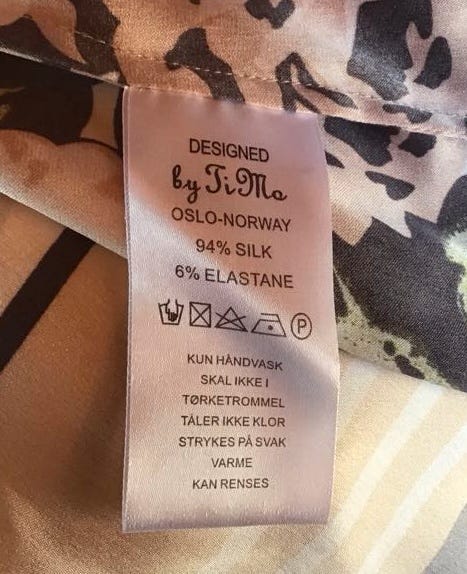 DESIGNED
by TiMo
OSLO-NORWAY
94% SILK
6% ELASTANE
P
KUN HÅNDVASK
SKAL IKKE I
TØRKETROMMEL
TÅLER IKKE KLOR
STRYKES PÅ SVAK
VARME
KAN RENSES